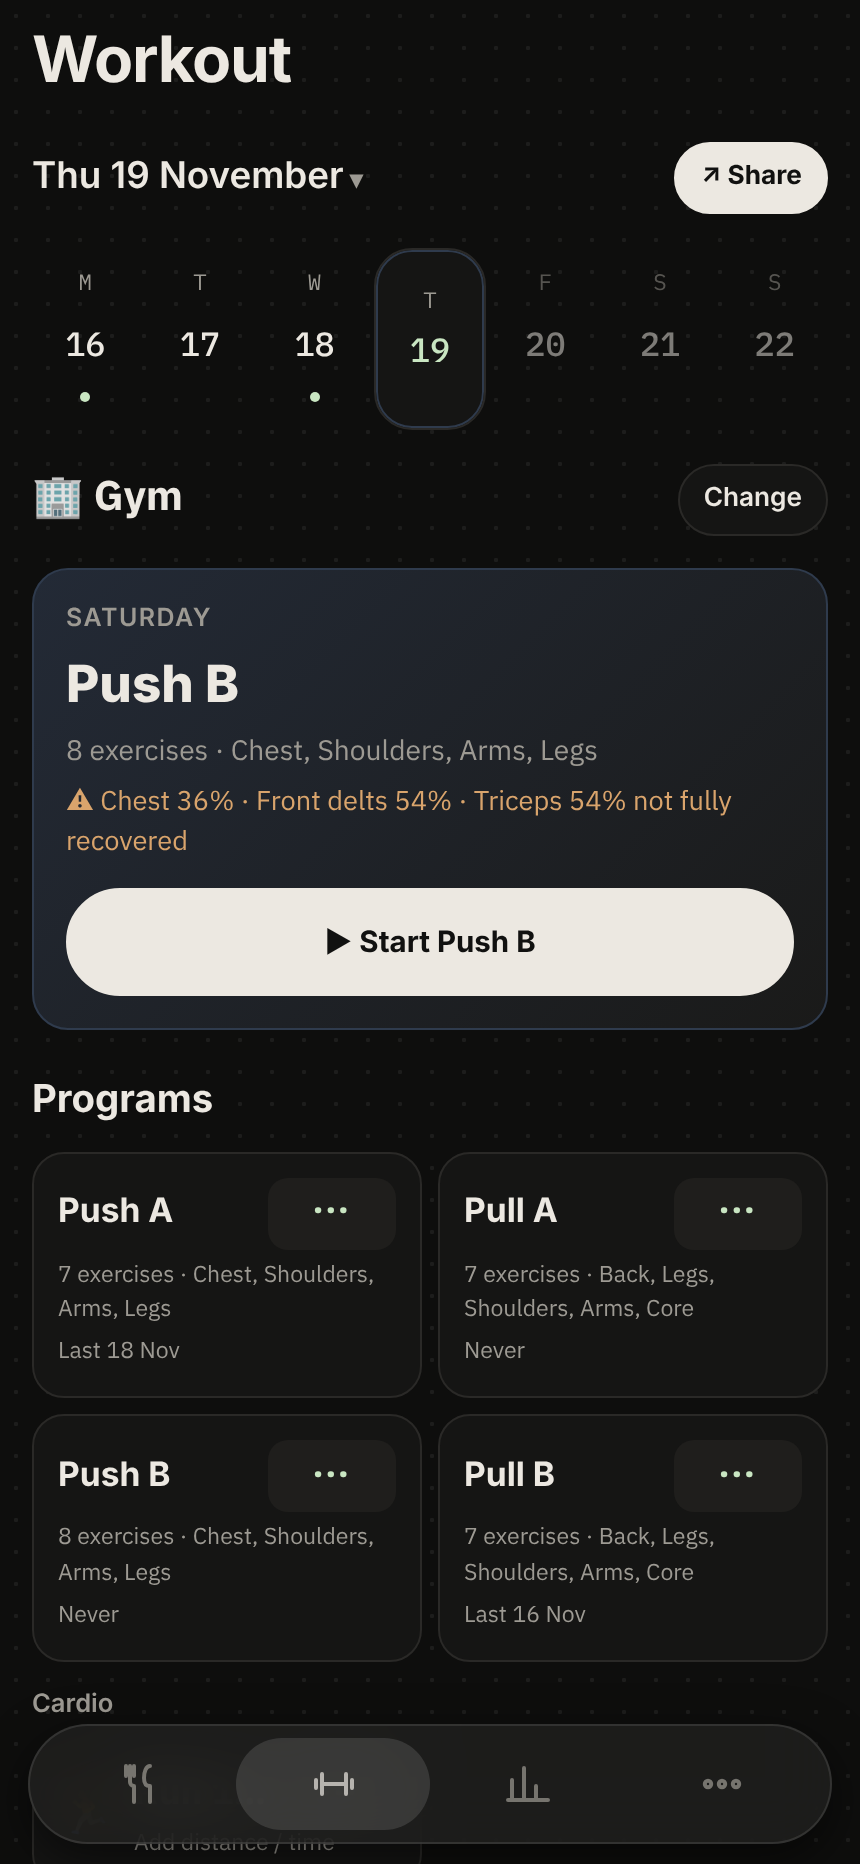 Workout
Thu 19 November ▾
↗ Share
M T W T F S S
16 17 18 19 20 21 22
🏢 Gym
Change
SATURDAY
Push B
8 exercises · Chest, Shoulders, Arms, Legs
⚠ Chest 36% · Front delts 54% · Triceps 54% not fully
recovered
▶ Start Push B
Programs
Push A
•••
7 exercises · Chest, Shoulders,
Arms, Legs
Last 18 Nov
Pull A
•••
7 exercises · Back, Legs,
Shoulders, Arms, Core
Never
Push B
•••
8 exercises · Chest, Shoulders,
Arms, Legs
Never
Pull B
•••
7 exercises · Back, Legs,
Shoulders, Arms, Core
Last 16 Nov
Cardio
Add distance / time